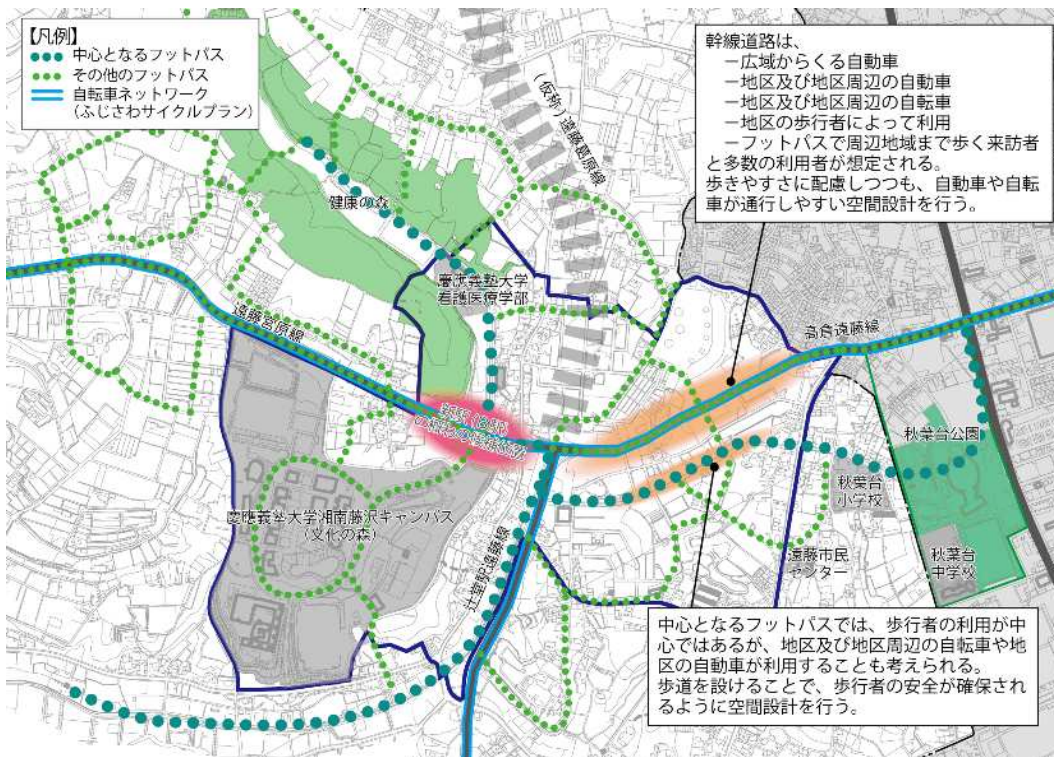 【凡例】
中心となるフットパス
その他のフットパス
自転車ネットワーク
(ふじさわサイクルプラン)
幹線道路は、
－広域からくる自動車
－地区及び地区周辺の自動車
－地区及び地区周辺の自転車
－地区の歩行者によって利用
－フットパスで周辺地域まで歩く来訪者
と多数の利用者が想定される。
歩きやすさに配慮しつつも、自動車や自転
車が通行しやすい空間設計を行う。
(仮称)遠藤葛原線
健康の森
慶應義塾大学
看護医療学部
遠藤宮原線
高倉遠藤線
秋葉台公園
秋葉台
小学校
慶應義塾大学湘南藤沢キャンパス
(文化の森)
辻堂駅遠藤線
遠藤市民
センター
秋葉台
中学校
中心となるフットパスでは、歩行者の利用が中
心ではあるが、地区及び地区周辺の自転車や地
区の自動車が利用することも考えられる。
歩道を設けることで、歩行者の安全が確保され
るように空間設計を行う。